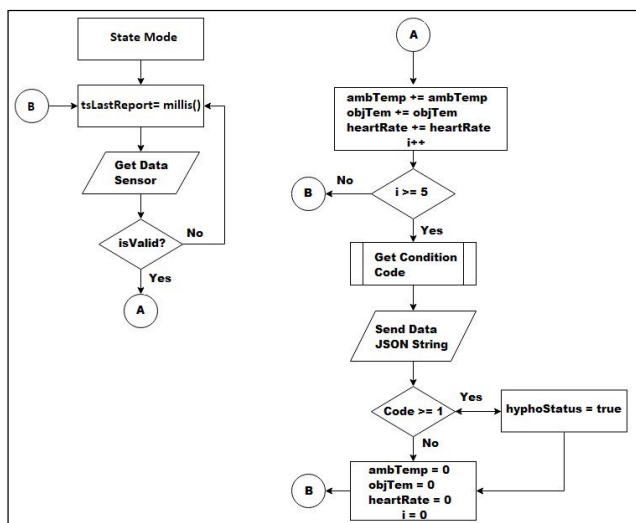 State Mode
B
tsLastReport= millis()
Get Data
Sensor
isValid?
No
Yes
A
A
ambTemp += ambTemp
objTem += objTem
heartRate += heartRate
i++
No
B
i >= 5
Yes
Get Condition
Code
Send Data
JSON String
Code >= 1
Yes
hyphoStatus = true
No
B
ambTemp = 0
objTem = 0
heartRate = 0
i = 0